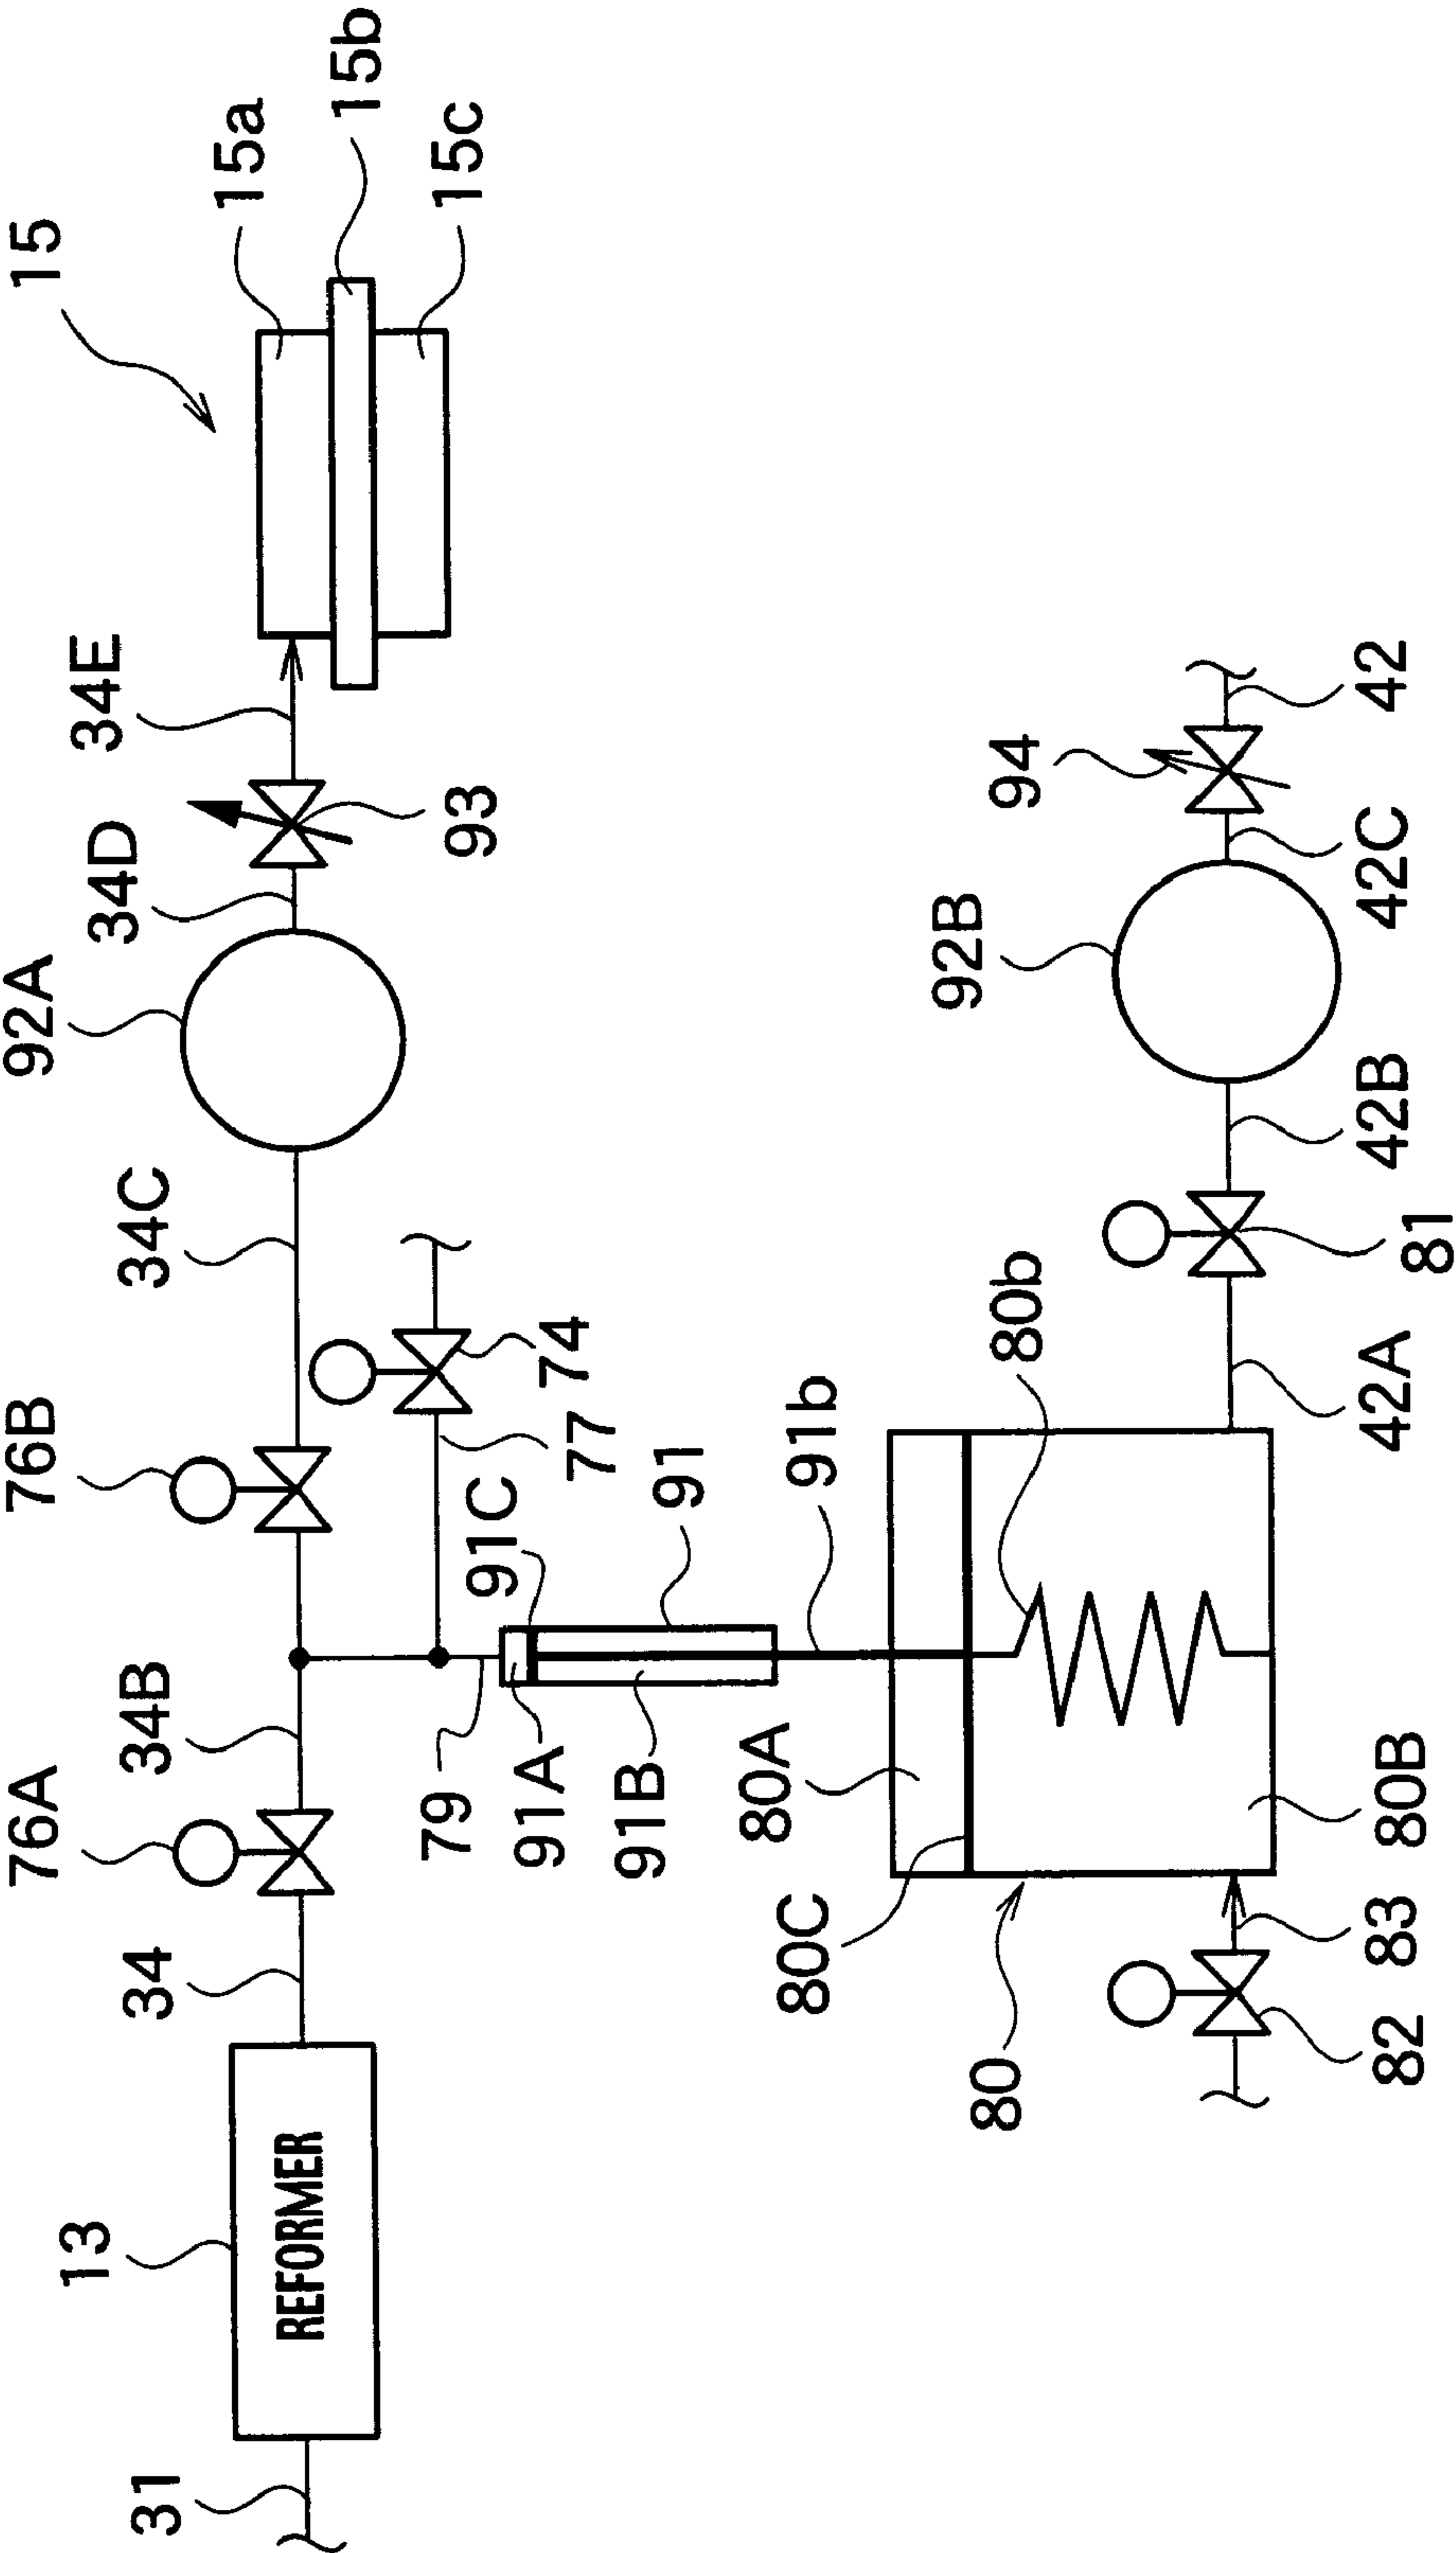 15
15a
15b
15c
34E
93
34D
92A
34C
76B
74
77
34B
76A
34
13
REFORMER
31
79
91C
91
91A
91B
91b
80A
80C
80
80b
80B
83
82
42A
81
42B
92B
42C
94
42